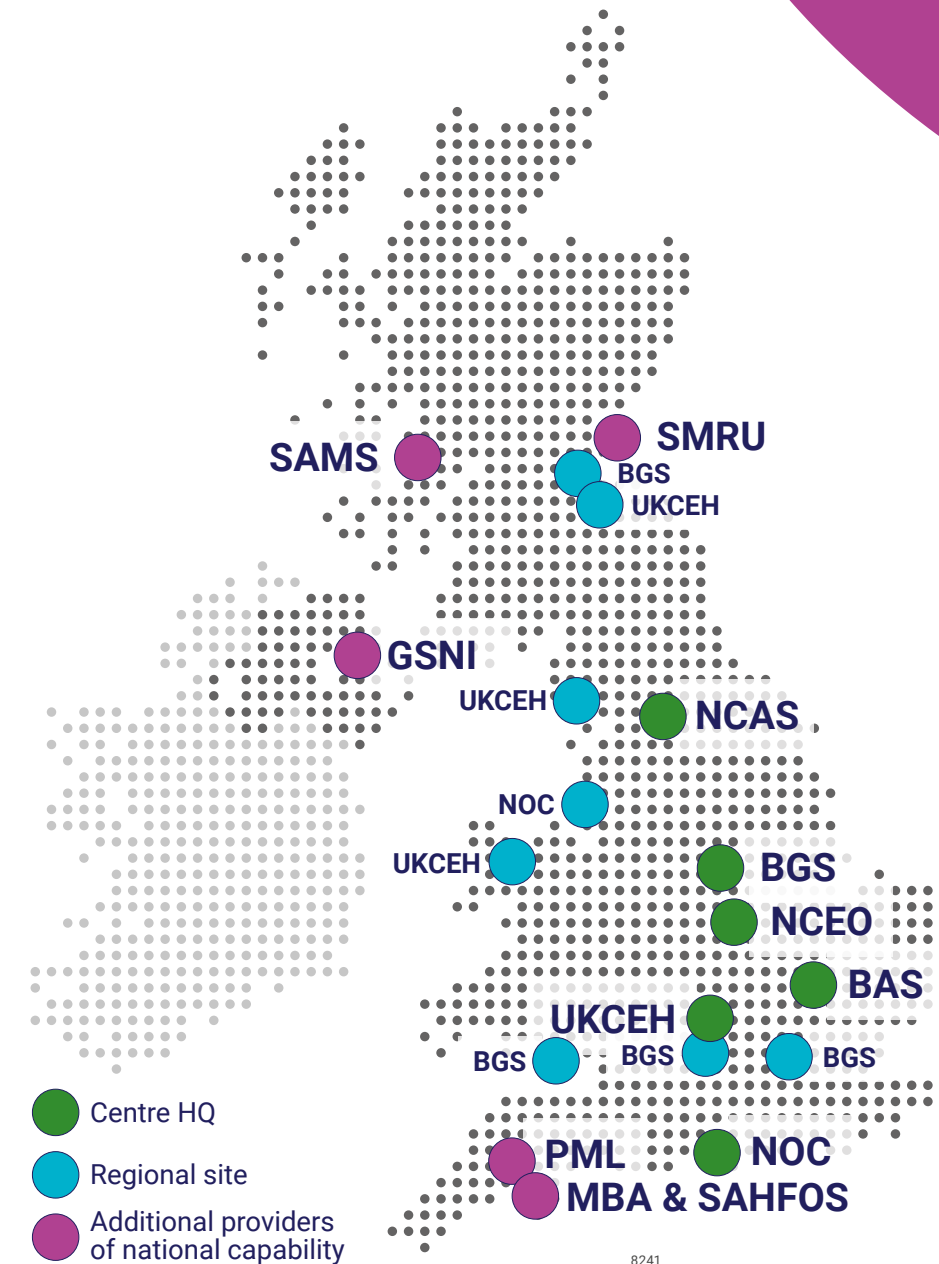 SMRU
SAMS
BGS
UKCEH
GSNI
UKCEH
NCAS
NOC
UKCEH
BGS
NCEO
BAS
UKCEH
BGS
BGS
BGS
Centre HQ
Regional site
PML
NOC
MBA & SAHFOS
Additional providers
of national capability
8241